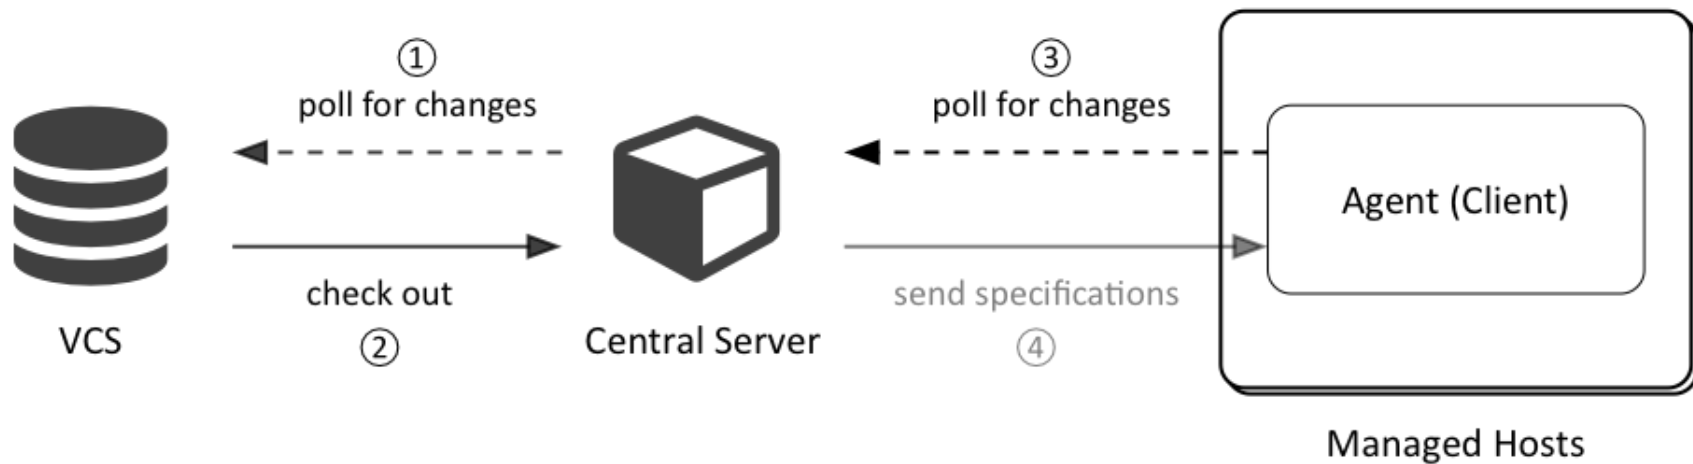 ①
poll for changes
③
poll for changes
Agent (Client)
check out
②
send specifications
④
VCS
Central Server
Managed Hosts